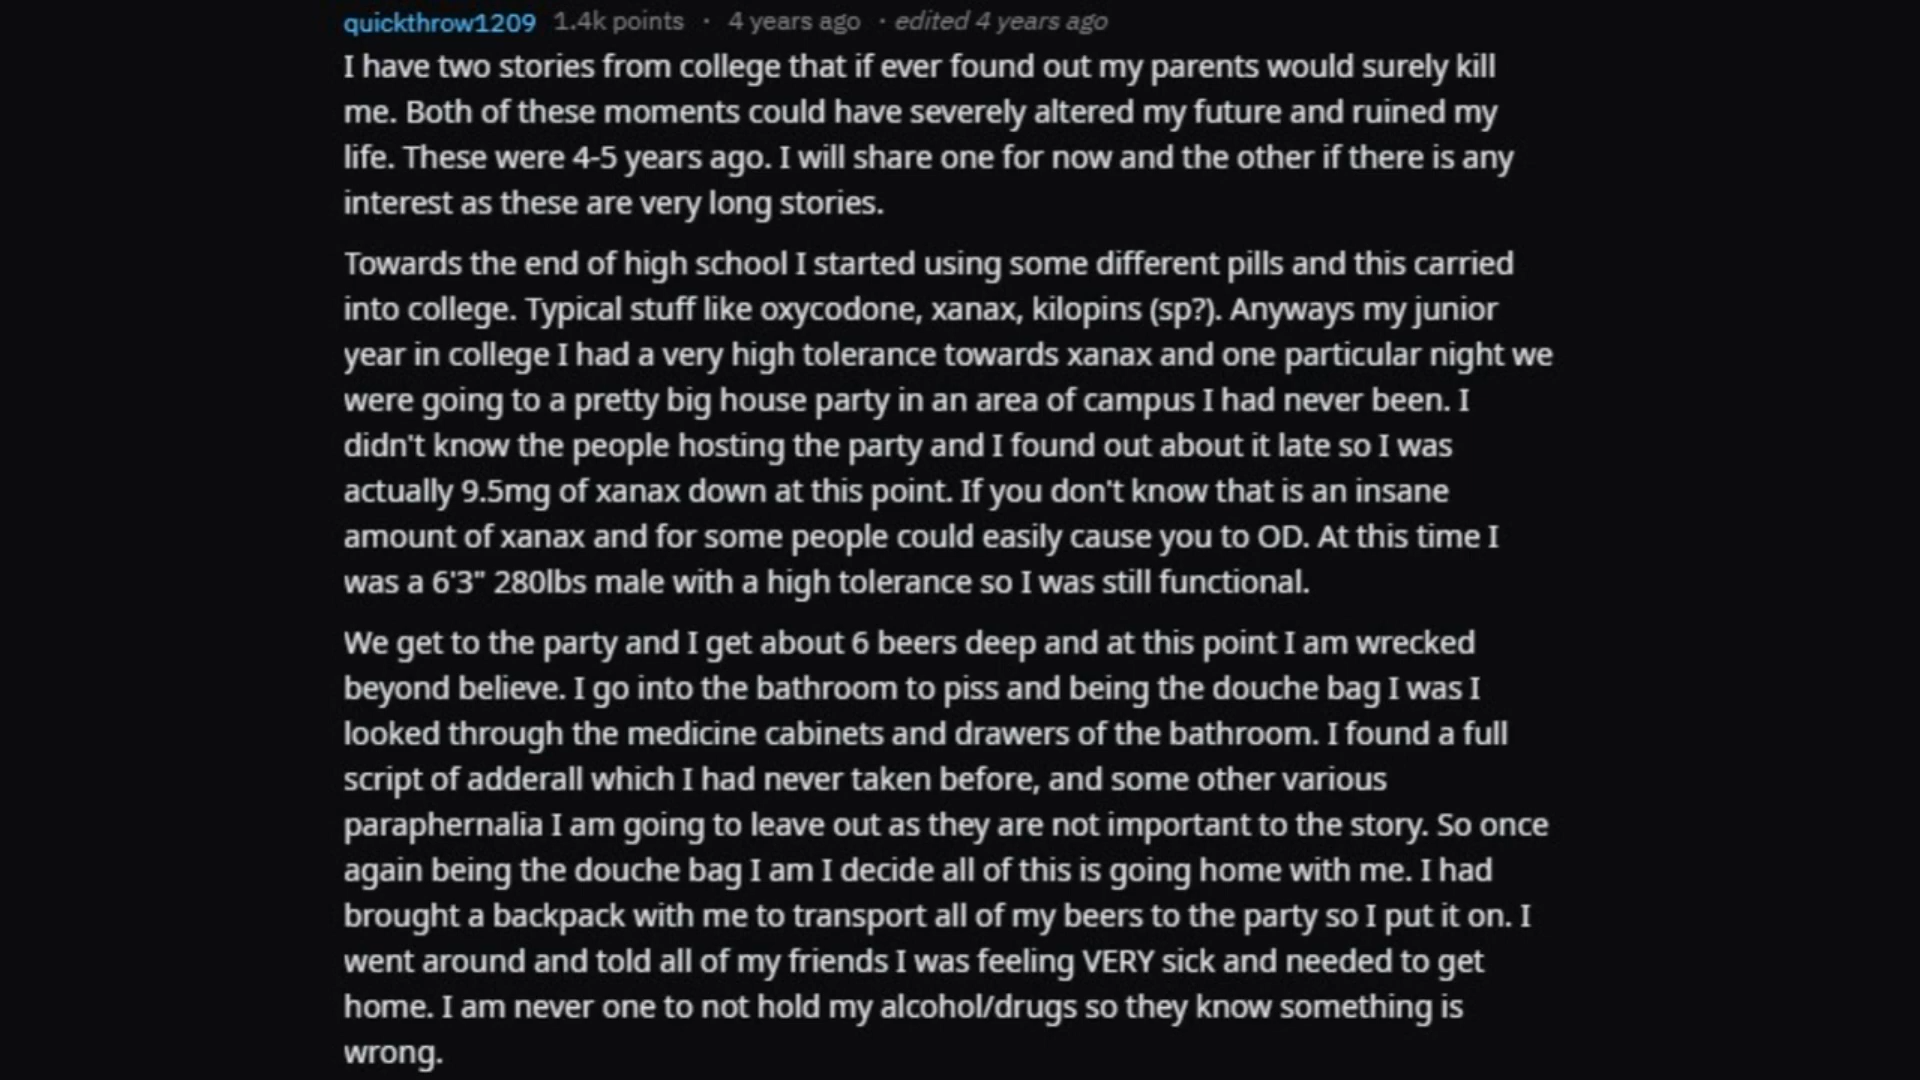 quickthrow1209 1.4k points · 4 years ago · edited 4 years ago
I have two stories from college that if ever found out my parents would surely kill
me. Both of these moments could have severely altered my future and ruined my
life. These were 4-5 years ago. I will share one for now and the other if there is any
interest as these are very long stories.
Towards the end of high school I started using some different pills and this carried
into college. Typical stuff like oxycodone, xanax, kilopins (sp?). Anyways my junior
year in college I had a very high tolerance towards xanax and one particular night we
were going to a pretty big house party in an area of campus I had never been. I
didn't know the people hosting the party and I found out about it late so I was
actually 9.5mg of xanax down at this point. If you don't know that is an insane
amount of xanax and for some people could easily cause you to OD. At this time I
was a 6'3" 280lbs male with a high tolerance so I was still functional.
We get to the party and I get about 6 beers deep and at this point I am wrecked
beyond believe. I go into the bathroom to piss and being the douche bag I was I
looked through the medicine cabinets and drawers of the bathroom. I found a full
script of adderall which I had never taken before, and some other various
paraphernalia I am going to leave out as they are not important to the story. So once
again being the douche bag I am I decide all of this is going home with me. I had
brought a backpack with me to transport all of my beers to the party so I put it on. I
went around and told all of my friends I was feeling VERY sick and needed to get
home. I am never one to not hold my alcohol/drugs so they know something is
wrong.